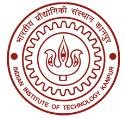 भारतीय प्रौद्योगिकी संस्थान कानपुर
INDIAN INSTITUTE OF TECHNOLOGY KANPUR